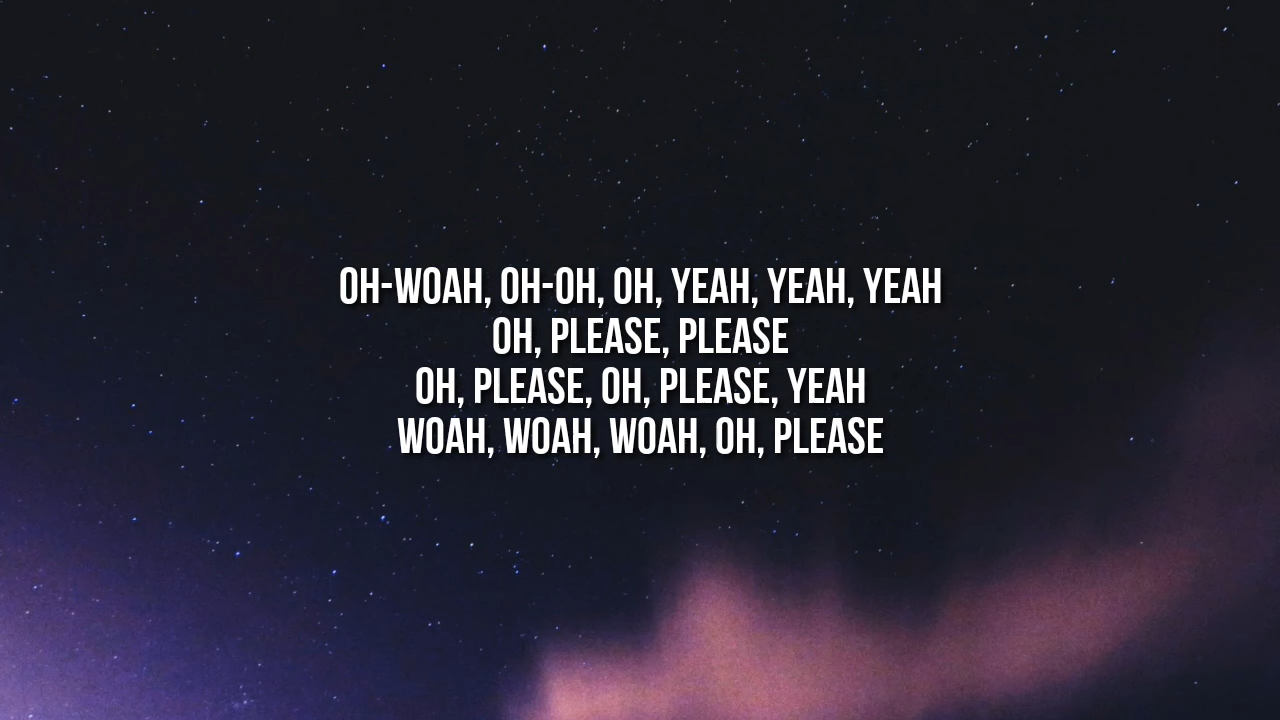 OH-WOAH, OH-OH, OH, YEAH, YEAH, YEAH
OH, PLEASE, PLEASE
OH, PLEASE, OH, PLEASE, YEAH
WOAH, WOAH, WOAH, OH, PLEASE